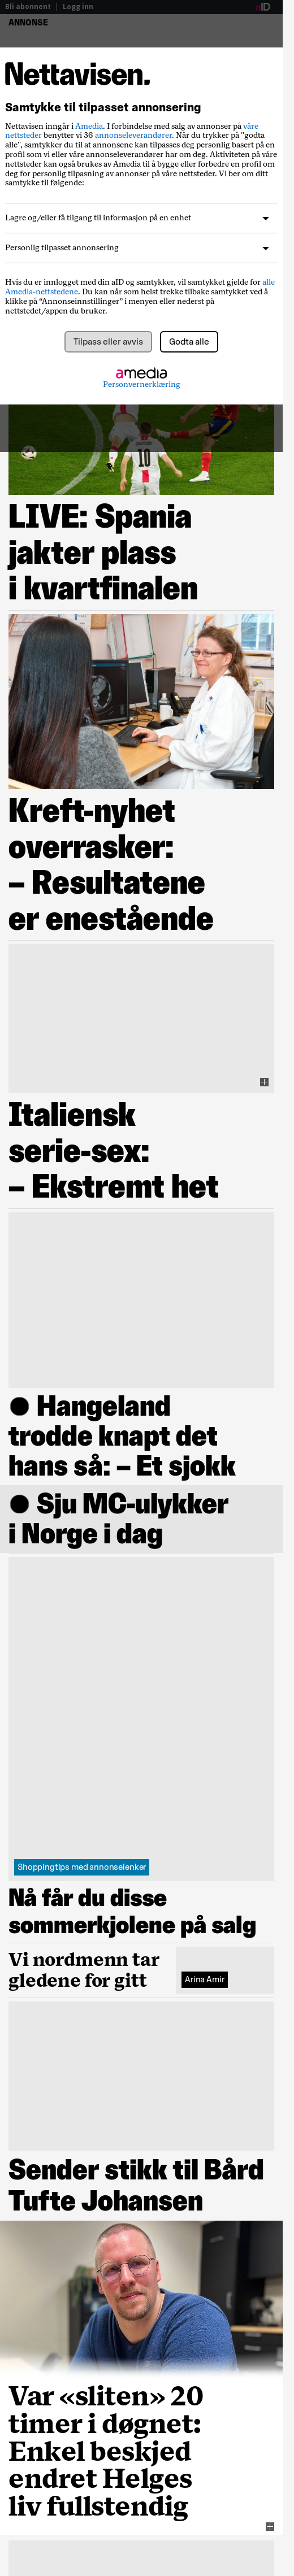 Bli abonnent | Logg inn
aID
ANNONSE
Nettavisen.
Samtykke til tilpasset annonsering
Nettavisen inngår i Amedia. I forbindelse med salg av annonser på våre
nettsteder benytter vi 36 annonseleverandører. Når du trykker på "godta
alle", samtykker du til at annonsene kan tilpasses deg personlig basert på en
profil som vi eller våre annonseleverandører har om deg. Aktiviteten på våre
nettsteder kan også brukes av Amedia til å bygge eller forbedre en profil om
deg for personlig tilpasning av annonser på våre nettsteder. Vi ber om ditt
samtykke til følgende:
Lagre og/eller få tilgang til informasjon på en enhet
Personlig tilpasset annonsering
Hvis du er innlogget med din aID og samtykker, vil samtykket gjelde for alle
Amedia-nettstedene. Du kan når som helst trekke tilbake samtykket ved å
klikke på “Annonseinnstillinger” i menyen eller nederst på
nettstedet/appen du bruker.
Tilpass eller avvis
Godta alle
amedia
Personvernerklæring
10
LIVE: Spania
jakter plass
i kvartfinalen
Kreft-nyhet
overrasker:
– Resultatene
er enestående
Italiensk
serie-sex:
– Ekstremt het
● Hangeland
trodde knapt det
hans så: – Et sjokk
● Sju MC-ulykker
i Norge i dag
Shoppingtips med annonselenker
Nå får du disse
sommerkjolene på salg
Vi nordmenn tar
gledene for gitt
Arina Amir
Sender stikk til Bård
Tufte Johansen
Var «sliten» 20
timer i døgnet:
Enkel beskjed
endret Helges
liv fullstendig